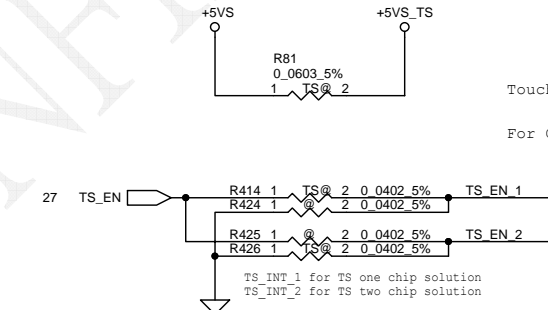 +5VS +5VS_TS
R81
0_0603_5%
1 TS@ 2
Touch
For
27 TS_EN
R414 1 TS@ 2 0_0402_5% TS_EN_1
R424 1 @ 2 0_0402_5%
R425 1 @ 2 0_0402_5% TS_EN_2
R426 1 TS@ 2 0_0402_5%
TS_INT_1 for TS one chip solution
TS_INT_2 for TS two chip solution